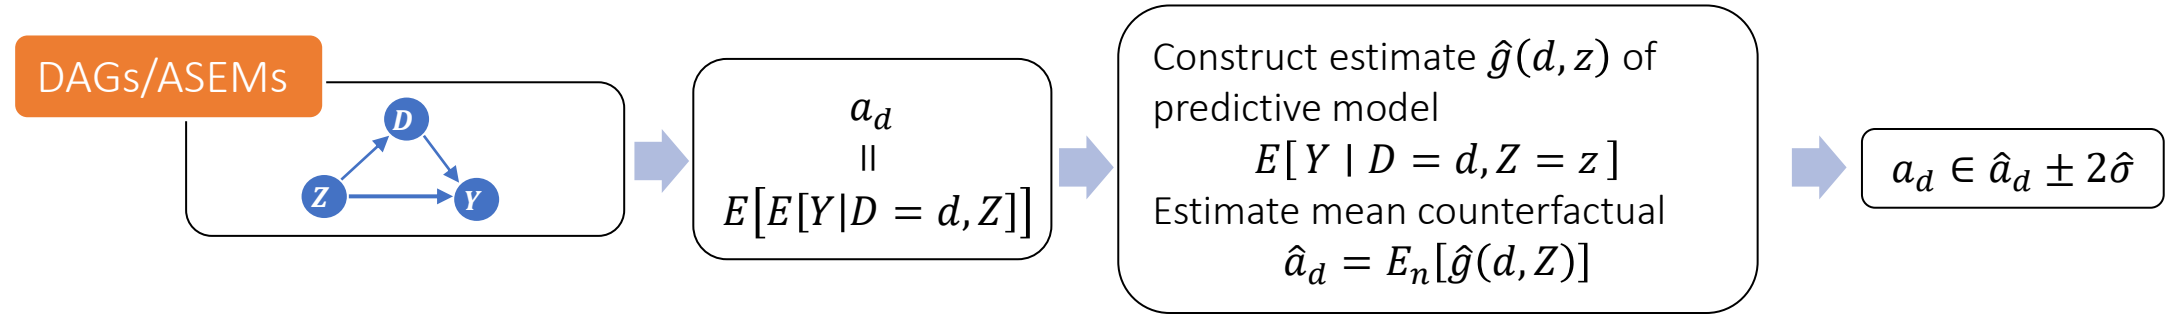 DAGs/ASEMs
D
Z
Y
a_d
=
E[E[Y|D = d, Z]]
Construct estimate ĝ(d, z) of
predictive model
E[ Y | D = d, Z = z ]
Estimate mean counterfactual
â_d = E_n[ĝ(d, Z)]
a_d ∈ â_d ± 2σ̂